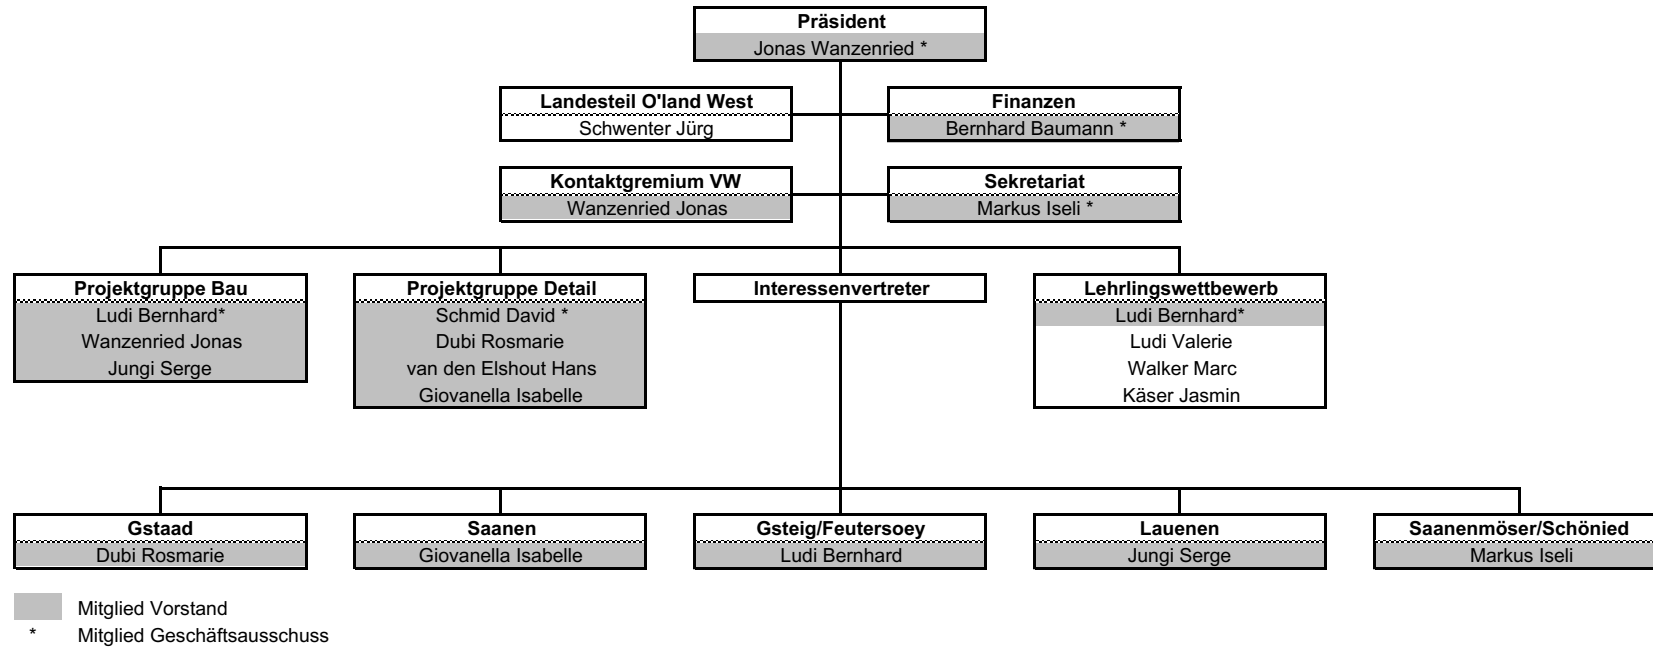 Präsident
Jonas Wanzenried *
Landesteil O'land West
Schwenter Jürg
Finanzen
Bernhard Baumann *
Kontaktgremium VW
Wanzenried Jonas
Sekretariat
Markus Iseli *
Projektgruppe Bau
Ludi Bernhard*
Wanzenried Jonas
Jungi Serge
Projektgruppe Detail
Schmid David *
Dubi Rosmarie
van den Elshout Hans
Giovanella Isabelle
Interessenvertreter
Lehrlingswettbewerb
Ludi Bernhard*
Ludi Valerie
Walker Marc
Käser Jasmin
Gstaad
Dubi Rosmarie
Saanen
Giovanella Isabelle
Gsteig/Feutersoey
Ludi Bernhard
Lauenen
Jungi Serge
Saanenmöser/Schönied
Markus Iseli
Mitglied Vorstand
* Mitglied Geschäftsausschuss